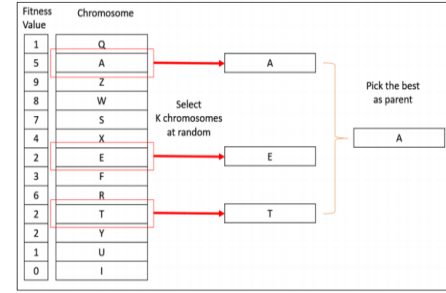 Fitness
Value
Chromosome
1 Q
5 A
9 Z
8 W
7 S
4 X
2 E
3 F
6 R
2 T
2 Y
1 U
0 I
Select
K chromosomes
at random
A
E
T
Pick the best
as parent
A